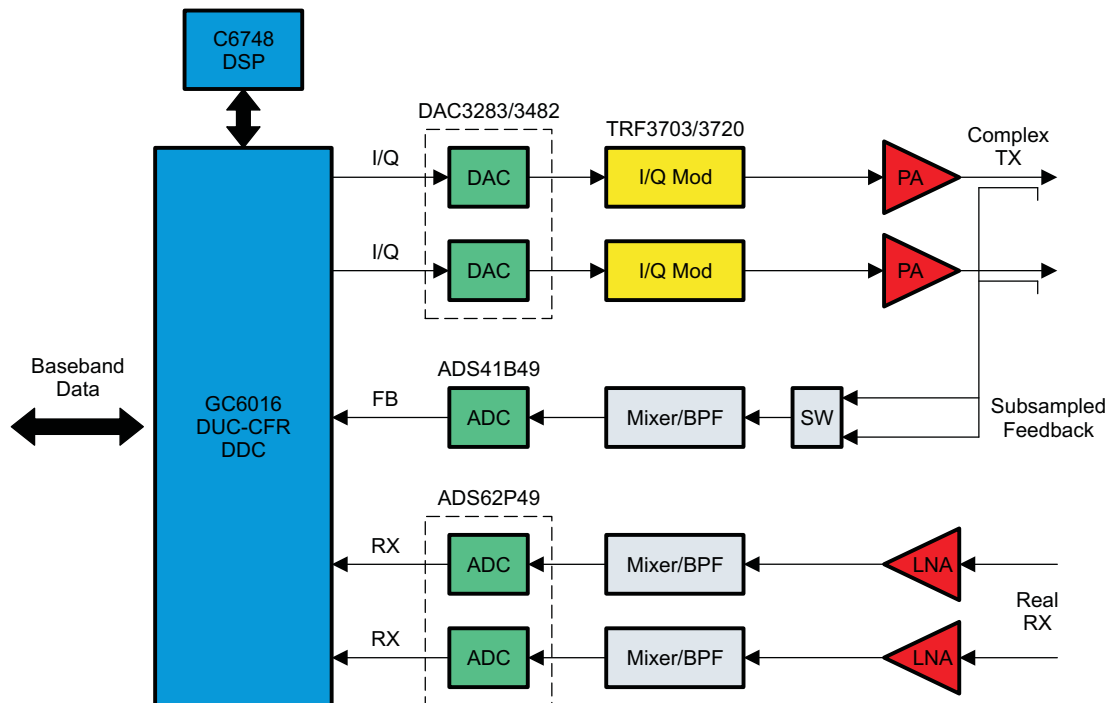 C6748
DSP
DAC3283/3482
TRF3703/3720
Complex
TX
I/Q
DAC
I/Q Mod
PA
I/Q
DAC
I/Q Mod
PA
Baseband
Data
GC6016
DUC-CFR
DDC
ADS41B49
FB
ADC
Mixer/BPF
SW
Subsampled
Feedback
ADS62P49
RX
ADC
Mixer/BPF
LNA
Real
RX
RX
ADC
Mixer/BPF
LNA